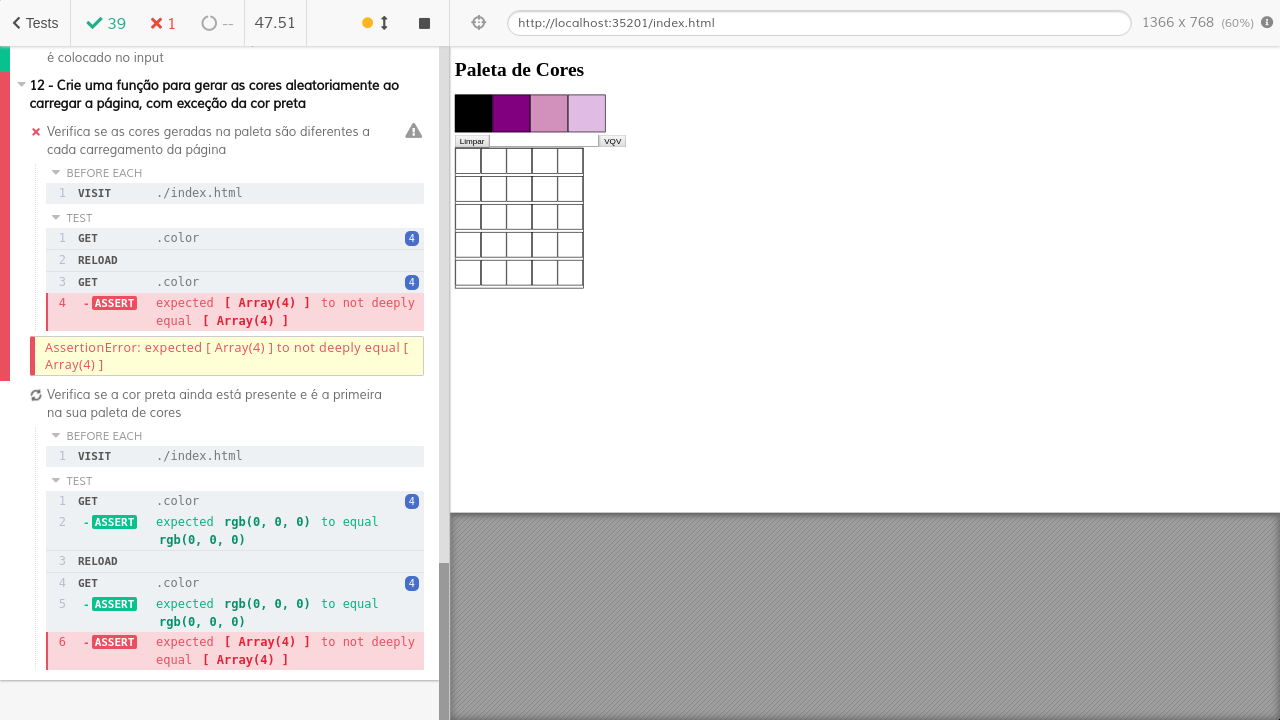 Tests
39
1
--
47.51
http://localhost:35201/index.html
1366 x 768 (60%)
é colocado no input
12 - Crie uma função para gerar as cores aleatoriamente ao
carregar a página, com exceção da cor preta
Verifica se as cores geradas na paleta são diferentes a
cada carregamento da página
BEFORE EACH
1 VISIT ./index.html
TEST
1 GET .color 4
2 RELOAD
3 GET .color 4
4 - ASSERT expected [ Array(4) ] to not deeply
equal [ Array(4) ]
AssertionError: expected [ Array(4) ] to not deeply equal [
Array(4) ]
Verifica se a cor preta ainda está presente e é a primeira
na sua paleta de cores
BEFORE EACH
1 VISIT ./index.html
TEST
1 GET .color 4
2 - ASSERT expected rgb(0, 0, 0) to equal
rgb(0, 0, 0)
3 RELOAD
4 GET .color 4
5 - ASSERT expected rgb(0, 0, 0) to equal
rgb(0, 0, 0)
6 - ASSERT expected [ Array(4) ] to not deeply
equal [ Array(4) ]
Paleta de Cores
Limpar
VQV